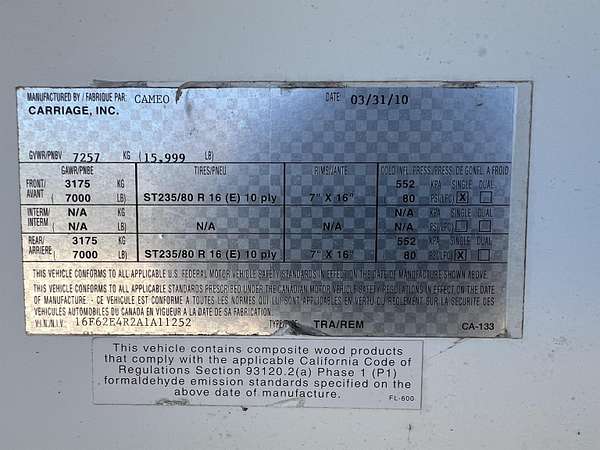 MANUFACTURED BY / FABRIQUE PAR: CAMEO DATE: 03/31/10
CARRIAGE, INC.
GVWR/PNBV 7257 KG (15,999 LB)
GAWR/PNBE TIRES/PNEU RIMS/JANTE COLD INFL. PRESS./PRESS. DE GONFL. A FROID
FRONT/ 3175 KG 552 KPA SINGLE DUAL
AVANT ( 7000 LB) ST235/80 R 16 (E) 10 ply 7" X 16" 80 PSI(LPC) X
INTERM/ N/A KG N/A KPA SINGLE DUAL
INTERM ( N/A LB) N/A N/A N/A PSI(LPC)
REAR/ 3175 KG 552 KPA SINGLE DUAL
ARRIERE ( 7000 LB) ST235/80 R 16 (E) 10 ply 7" X 16" 80 PSI(LPC) X
THIS VEHICLE CONFORMS TO ALL APPLICABLE U.S. FEDERAL MOTOR VEHICLE SAFETY STANDARDS IN EFFECT ON THE DATE OF MANUFACTURE SHOWN ABOVE.
THIS VEHICLE CONFORMS TO ALL APPLICABLE STANDARDS PRESCRIBED UNDER THE CANADIAN MOTOR VEHICLE SAFETY REGULATIONS IN EFFECT ON THE DATE
OF MANUFACTURE. - CE VEHICULE EST CONFORME A TOUTES LES NORMES QUI LUI SONT APPLICABLES EN VERTU DU REGLEMENT SUR LA SECURITE DES
VEHICULES AUTOMOBILES DU CANADA EN VIGUEUR A LA DATE DE SA FABRICATION.
V.I.N./N.I.V. 16F62E4R2A1A11252 TYPE TRA/REM CA-133
This vehicle contains composite wood products
that comply with the applicable California Code of
Regulations Section 93120.2(a) Phase 1 (P1)
formaldehyde emission standards specified on the
above date of manufacture.
FL-600